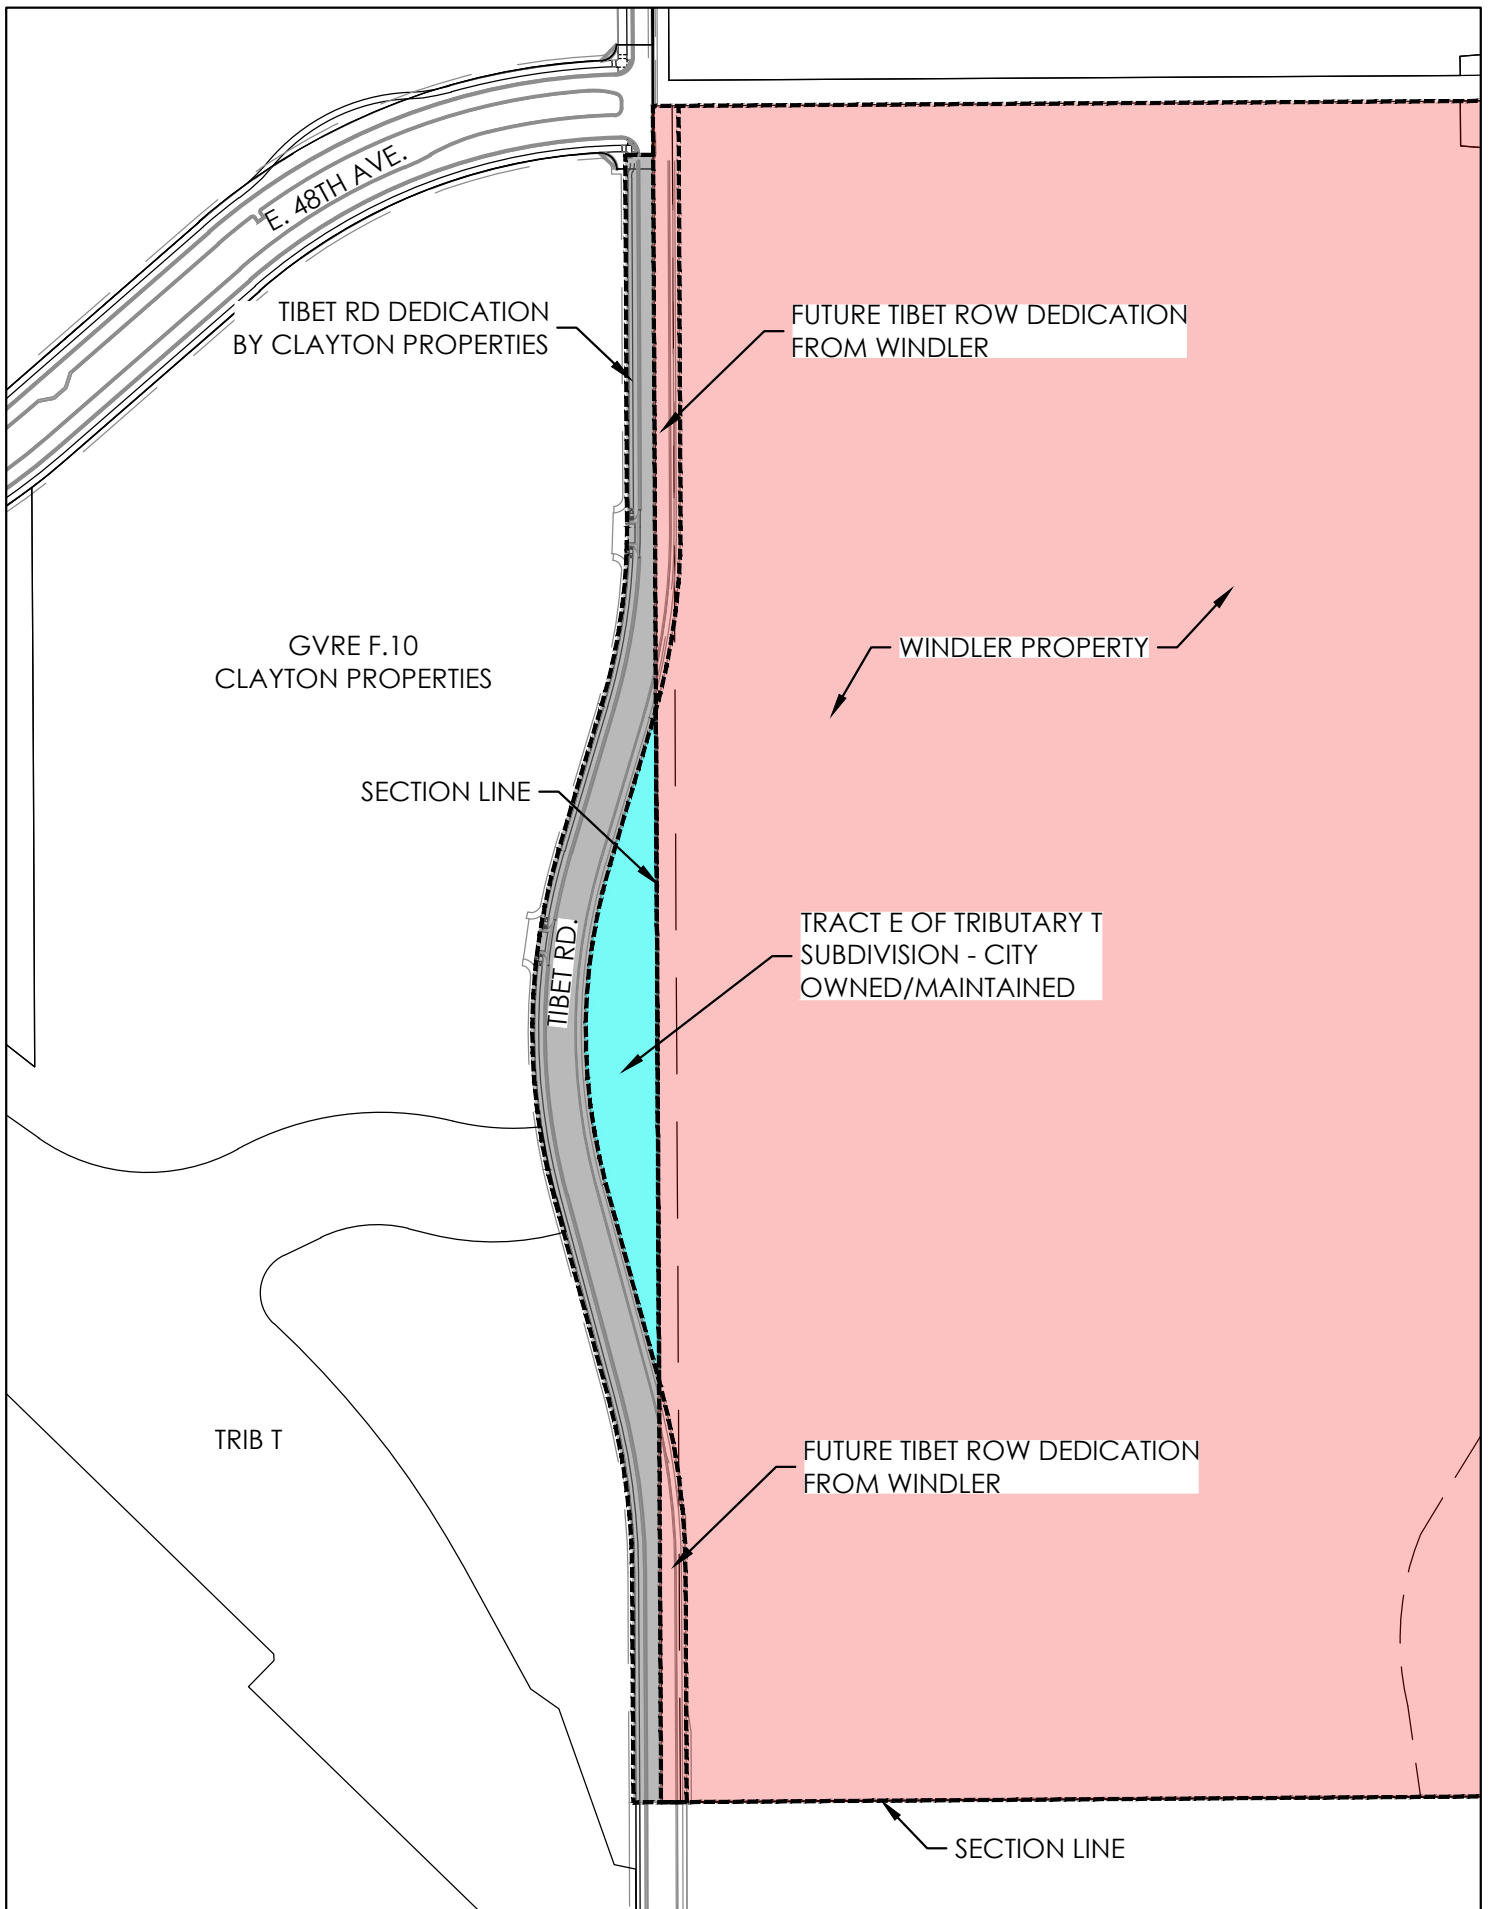 E. 48TH AVE.
TIBET RD DEDICATION
BY CLAYTON PROPERTIES
FUTURE TIBET ROW DEDICATION
FROM WINDLER
GVRE F.10
CLAYTON PROPERTIES
WINDLER PROPERTY
SECTION LINE
TIBET RD.
TRACT E OF TRIBUTARY T
SUBDIVISION - CITY
OWNED/MAINTAINED
TRIB T
FUTURE TIBET ROW DEDICATION
FROM WINDLER
SECTION LINE